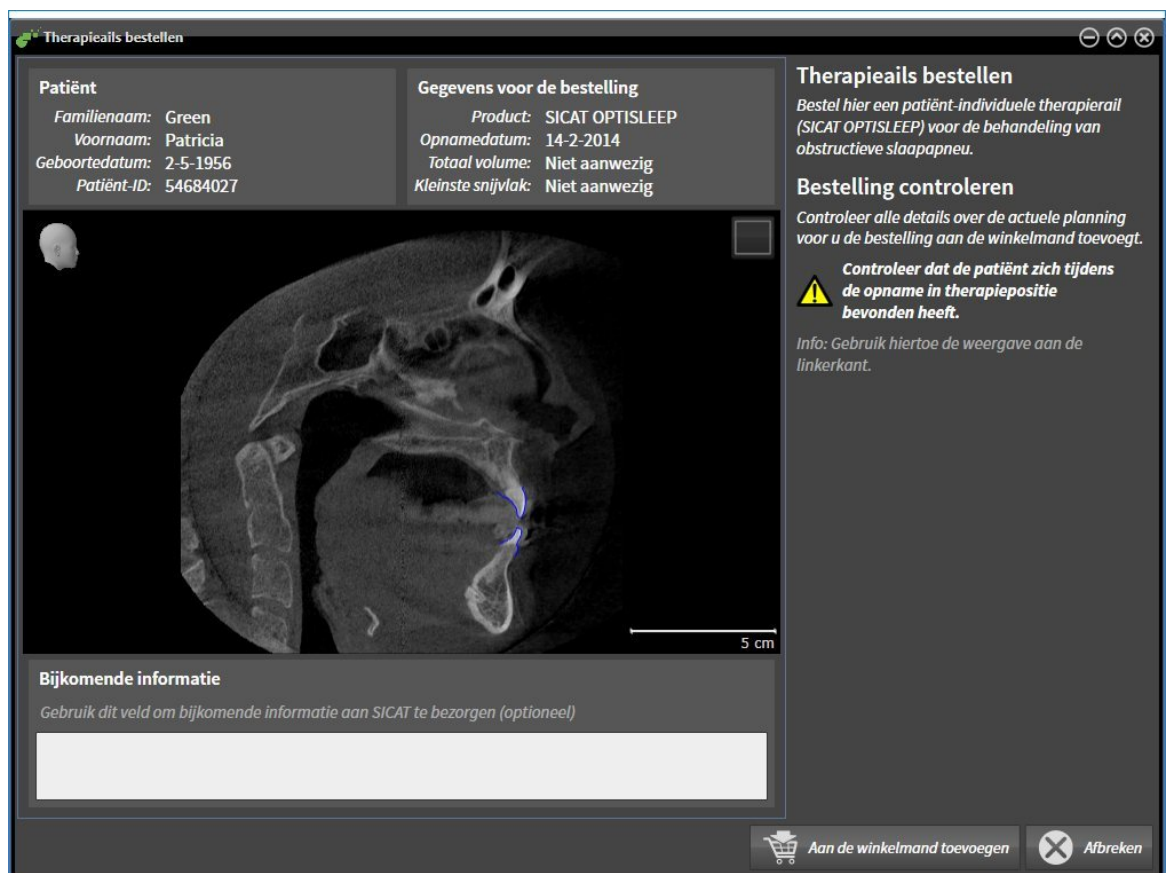 Therapieails bestellen
Patiënt
Familienaam: Green
Voornaam: Patricia
Geboortedatum: 2-5-1956
Patiënt-ID: 54684027
Gegevens voor de bestelling
Product: SICAT OPTISLEEP
Opnamedatum: 14-2-2014
Totaal volume: Niet aanwezig
Kleinste snijvlak: Niet aanwezig
5 cm
Bijkomende informatie
Gebruik dit veld om bijkomende informatie aan SICAT te bezorgen (optioneel)
Therapieails bestellen
Bestel hier een patiënt-individuele therapierail
(SICAT OPTISLEEP) voor de behandeling van
obstructieve slaapapneu.
Bestelling controleren
Controleer alle details over de actuele planning
voor u de bestelling aan de winkelmand toevoegt.
Controleer dat de patiënt zich tijdens
de opname in therapiepositie
bevonden heeft.
Info: Gebruik hiertoe de weergave aan de
linkerkant.
Aan de winkelmand toevoegen
Afbreken